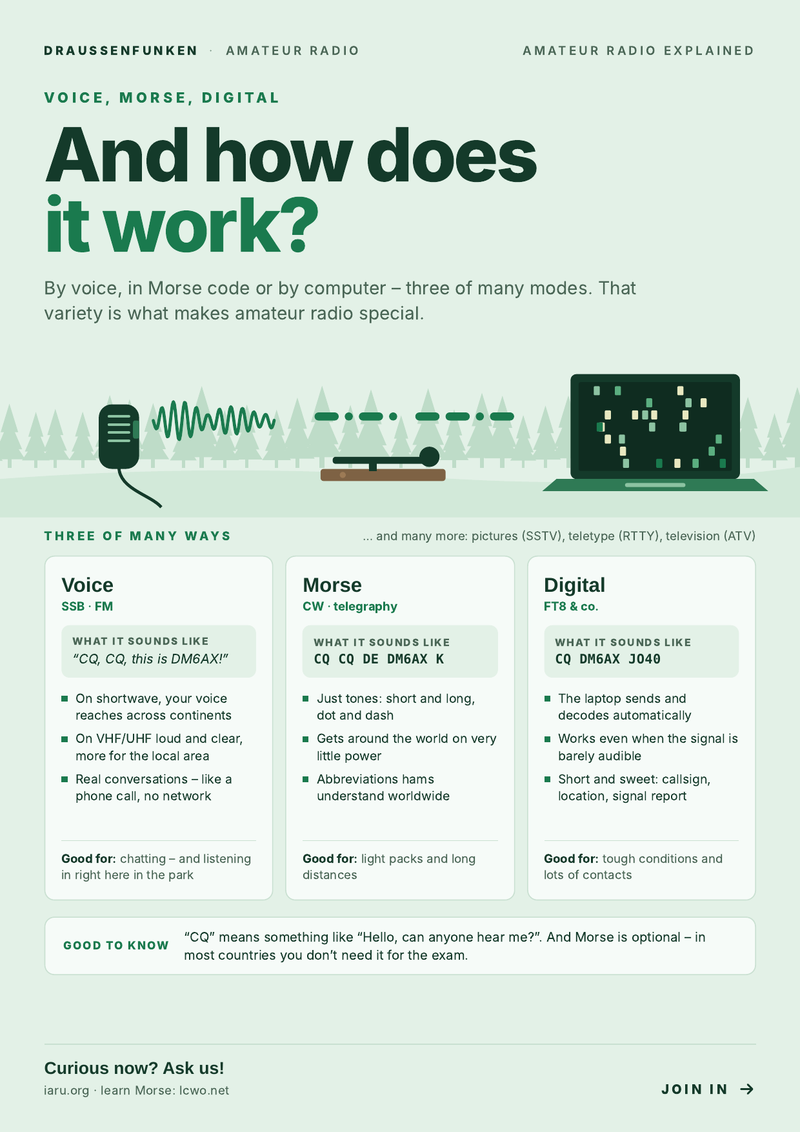 DRAUSSENFUNKEN · AMATEUR RADIO
AMATEUR RADIO EXPLAINED
VOICE, MORSE, DIGITAL
And how does
it work?
By voice, in Morse code or by computer – three of many modes. That
variety is what makes amateur radio special.
THREE OF MANY WAYS
… and many more: pictures (SSTV), teletype (RTTY), television (ATV)
Voice
SSB · FM
WHAT IT SOUNDS LIKE
“CQ, CQ, this is DM6AX!”
On shortwave, your voice
reaches across continents
On VHF/UHF loud and clear,
more for the local area
Real conversations – like a
phone call, no network
Good for: chatting – and listening
in right here in the park
Morse
CW · telegraphy
WHAT IT SOUNDS LIKE
CQ CQ DE DM6AX K
Just tones: short and long,
dot and dash
Gets around the world on very
little power
Abbreviations hams
understand worldwide
Good for: light packs and long
distances
Digital
FT8 & co.
WHAT IT SOUNDS LIKE
CQ DM6AX JO40
The laptop sends and
decodes automatically
Works even when the signal is
barely audible
Short and sweet: callsign,
location, signal report
Good for: tough conditions and
lots of contacts
GOOD TO KNOW
“CQ” means something like “Hello, can anyone hear me?”. And Morse is optional – in
most countries you don’t need it for the exam.
Curious now? Ask us!
iaru.org · learn Morse: lcwo.net
JOIN IN →